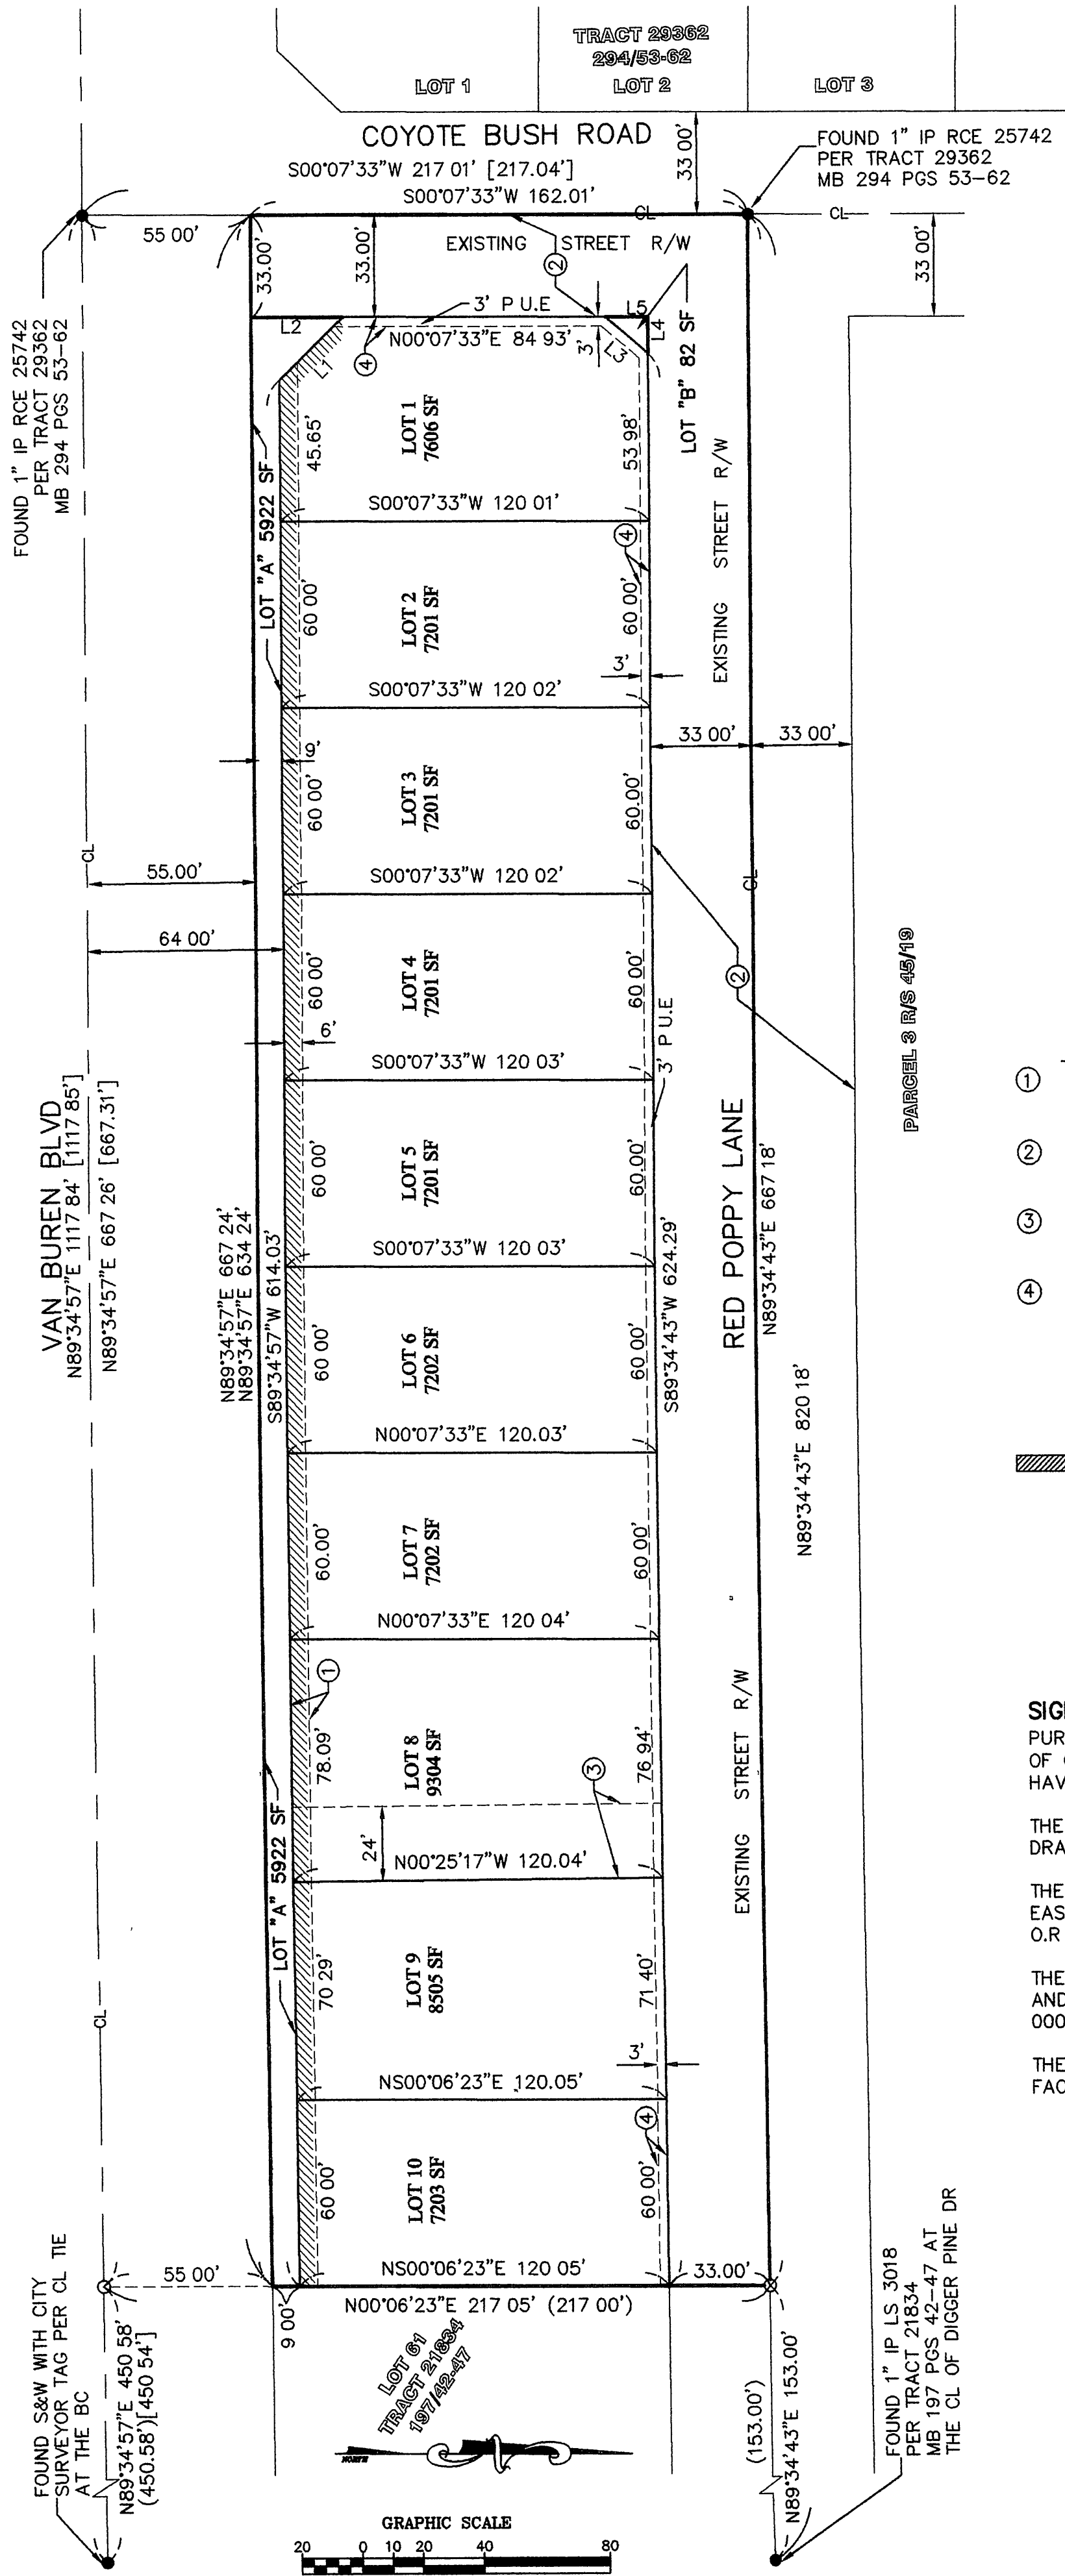 TRACT 29362
294/53-62
LOT 1
LOT 2
LOT 3
COYOTE BUSH ROAD
S00°07'33"W 217 01' [217.04']
S00°07'33"W 162.01'
33 00'
FOUND 1" IP RCE 25742
PER TRACT 29362
MB 294 PGS 53-62
CL
CL
55 00'
33.00'
33.00'
EXISTING STREET R/W
2
33 00'
FOUND 1" IP RCE 25742
PER TRACT 29362
MB 294 PGS 53-62
L2
3' P U.E
L5
L4
L1
4
N00°07'33"E 84 93'
3'
L3
LOT "B" 82 SF
LOT "A" 5922 SF
45.65'
LOT 1
7606 SF
53 98'
S00°07'33"W 120 01'
4
EXISTING STREET R/W
60 00'
LOT 2
7201 SF
60 00'
3'
S00°07'33"W 120 02'
9'
33 00'
33 00'
60 00'
LOT 3
7201 SF
60.00'
CL
55.00'
S00°07'33"W 120 02'
CL
64 00'
60 00'
LOT 4
7201 SF
60 00'
2
PARCEL 3 R/S 45/19
6'
3' P U.E
S00°07'33"W 120 03'
1
VAN BUREN BLVD
N89°34'57"E 1117 84' [1117 85']
N89°34'57"E 667 26' [667.31']
60 00'
LOT 5
7201 SF
60.00'
RED POPPY LANE
2
3
N89°34'57"E 667 24'
N89°34'57"E 634 24'
S89°34'57"W 614.03'
S00°07'33"W 120 03'
S89°34'43"W 624.29'
N89°34'43"E 667 18'
4
60 00'
LOT 6
7202 SF
60 00'
N00°07'33"E 120.03'
N89°34'43"E 820 18'
60.00'
LOT 7
7202 SF
60 00'
N00°07'33"E 120 04'
1
EXISTING STREET R/W
78.09'
LOT 8
9304 SF
76 94'
3
24'
N00°25'17"W 120.04'
LOT "A" 5922 SF
70 29'
LOT 9
8505 SF
71 40'
CL
3'
NS00°06'23"E 120.05'
4
60 00'
LOT 10
7203 SF
60 00'
NS00°06'23"E 120 05'
55 00'
33.00'
9 00'
N00°06'23"E 217 05' (217 00')
FOUND S&W WITH CITY
SURVEYOR TAG PER CL TIE
AT THE BC
N89°34'57"E 450 58'
(450.58')[450 54']
LOT 61
TRACT 21834
197/42-47
(153.00')
N89°34'43"E 153.00'
FOUND 1" IP LS 3018
PER TRACT 21834
MB 197 PGS 42-47 AT
THE CL OF DIGGER PINE DR
NORTH
GRAPHIC SCALE
20 0 10 20 40 80
SIG
PUR
OF
HAV
THE
DRA
THE
EAS
O.R
THE
AND
000
THE
FAC